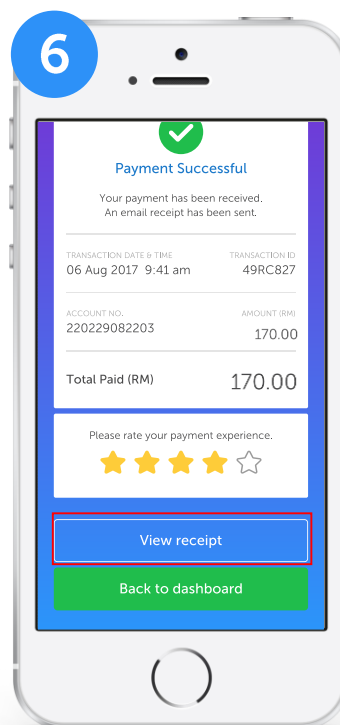 6
Payment Successful
Your payment has been received.
An email receipt has been sent.
TRANSACTION DATE & TIME TRANSACTION ID
06 Aug 2017 9:41 am 49RC827
ACCOUNT NO. AMOUNT (RM)
220229082203 170.00
Total Paid (RM) 170.00
Please rate your payment experience.
View receipt
Back to dashboard